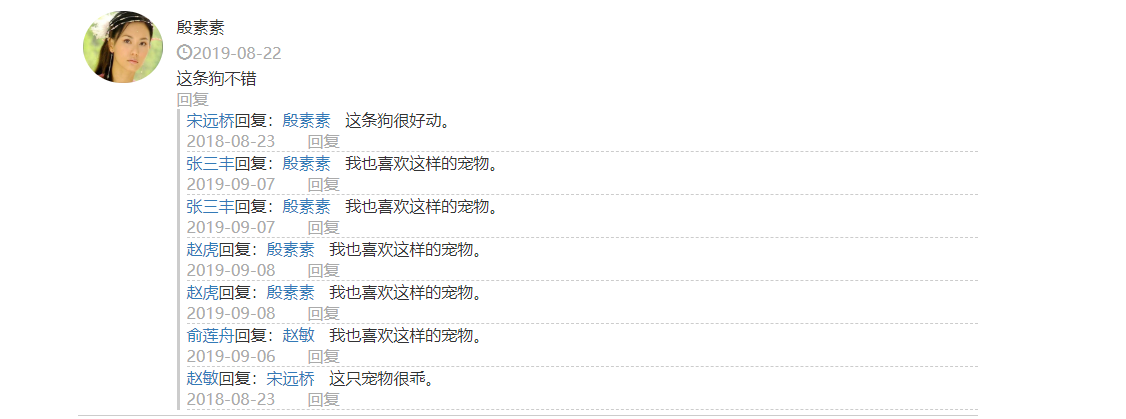 殷素素
2019-08-22
这条狗不错
回复
宋远桥回复：殷素素 这条狗很好动。
2018-08-23 回复
张三丰回复：殷素素 我也喜欢这样的宠物。
2019-09-07 回复
张三丰回复：殷素素 我也喜欢这样的宠物。
2019-09-07 回复
赵虎回复：殷素素 我也喜欢这样的宠物。
2019-09-08 回复
赵虎回复：殷素素 我也喜欢这样的宠物。
2019-09-08 回复
俞莲舟回复：赵敏 我也喜欢这样的宠物。
2019-09-06 回复
赵敏回复：宋远桥 这只宠物很乖。
2018-08-23 回复